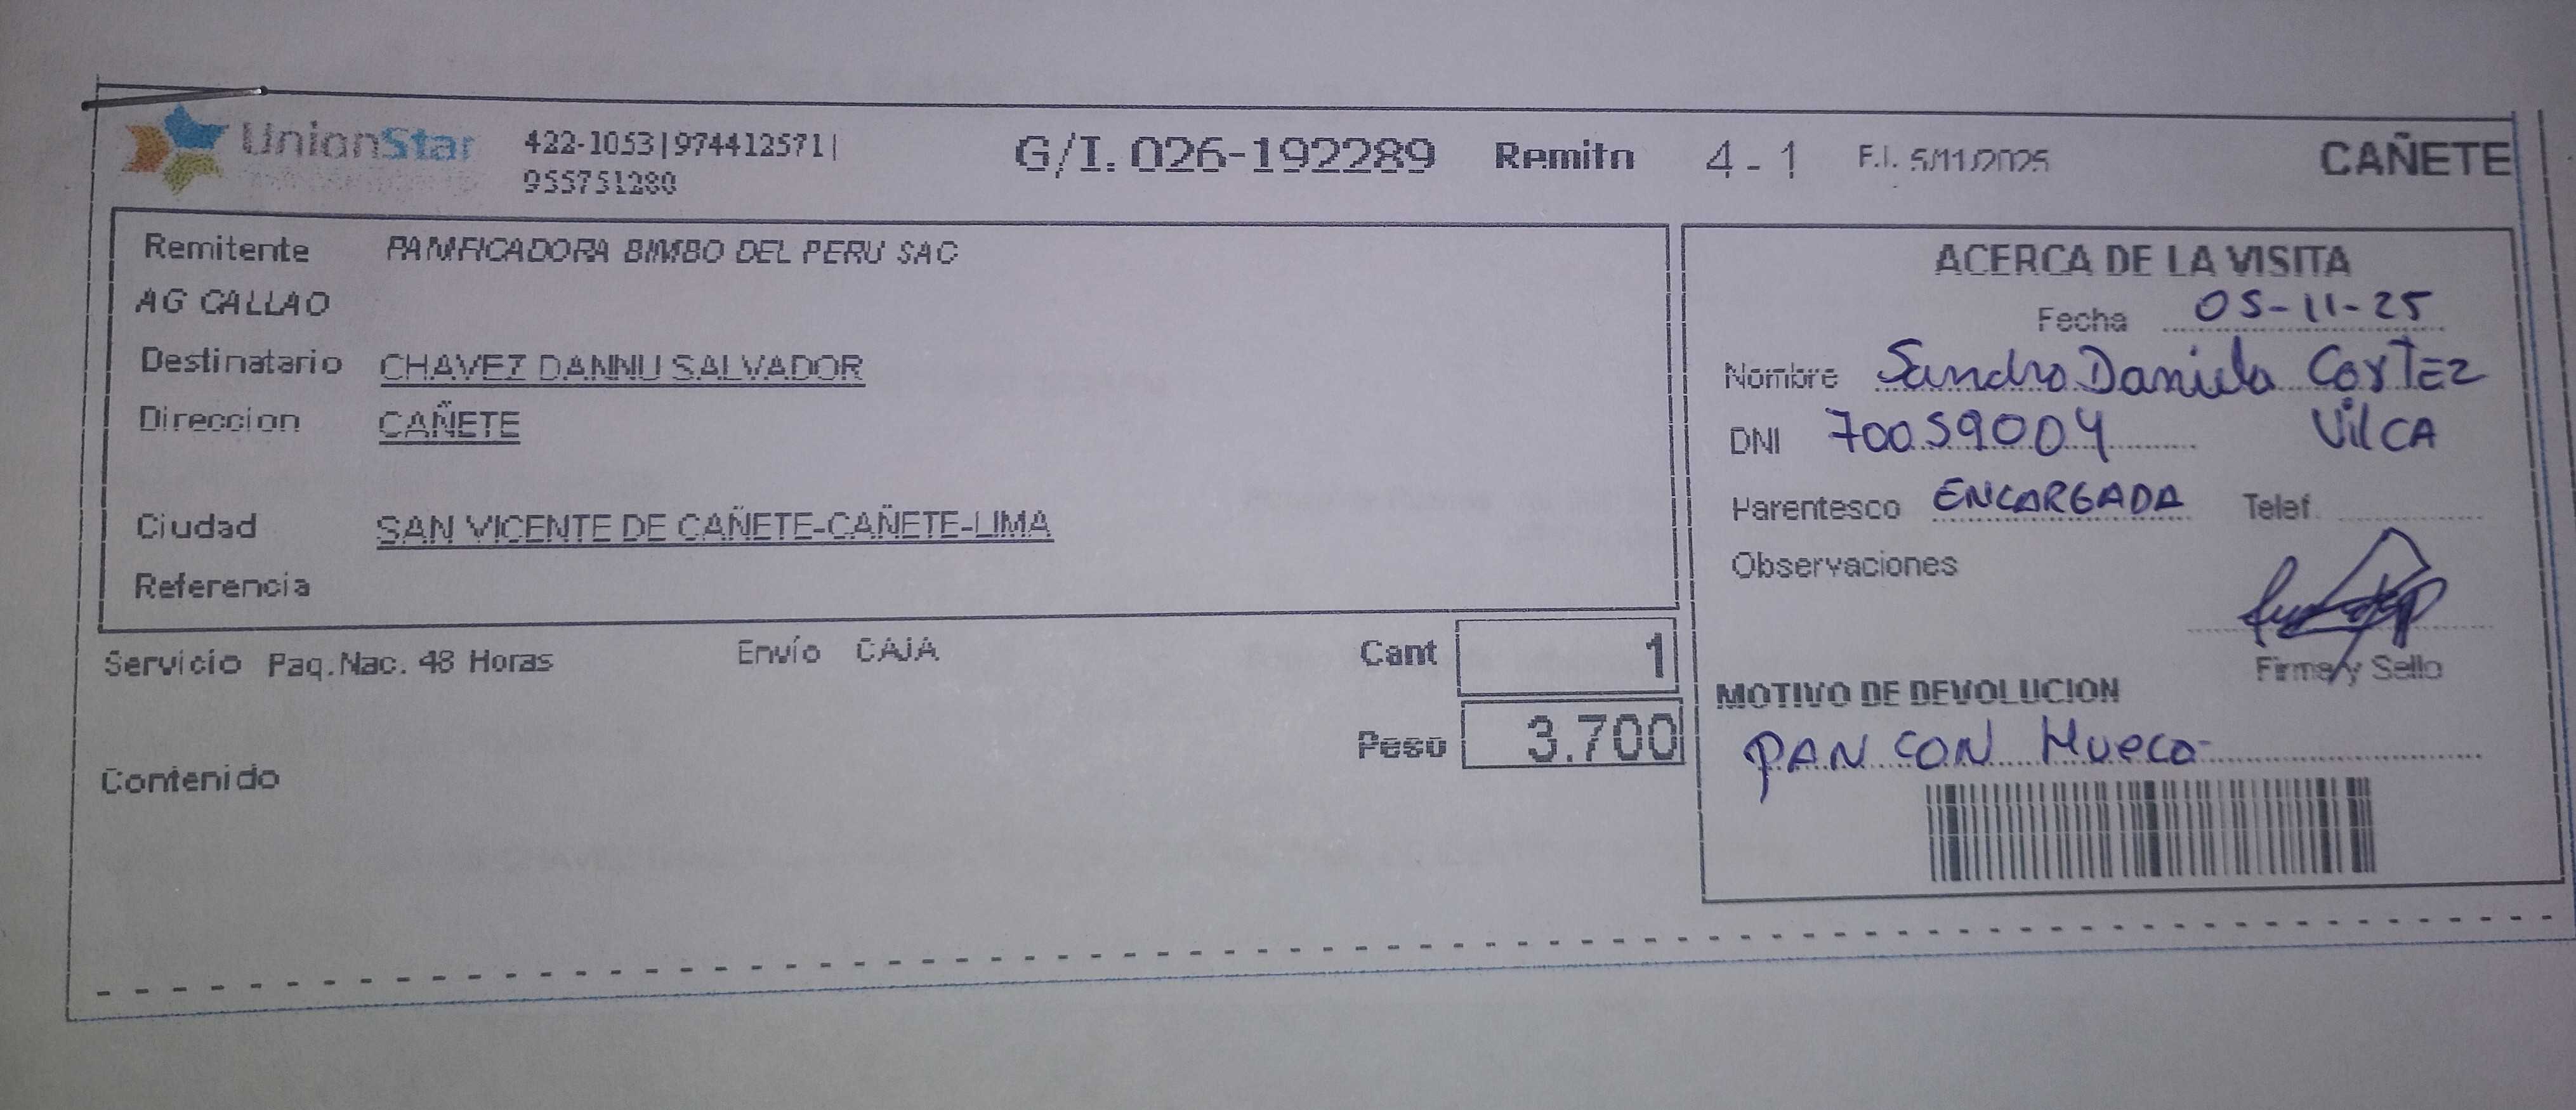 UnionStar 422-1053|974412571| G/I. 026-192289 Remito 4 - 1 F.I. 5/11/2025 CAÑETE
955751280
Remitente PANIFICADORA BIMBO DEL PERU SAC
AG CALLAO
Destinatario CHAVEZ DANNU SALVADOR
Direccion CAÑETE
Ciudad SAN VICENTE DE CAÑETE-CAÑETE-LIMA
Referencia
Servicio Paq.Nac. 48 Horas Envío CAJA Cant 1
Peso 3.700
Contenido
ACERCA DE LA VISITA
Fecha 05-11-25
Nombre Sandra Daniela CorTEz
DNI 70059004 VilCA
Parentesco ENCARGADA Telef.
Observaciones
Firma y Sello
MOTIVO DE DEVOLUCION
PAN CON Hueco